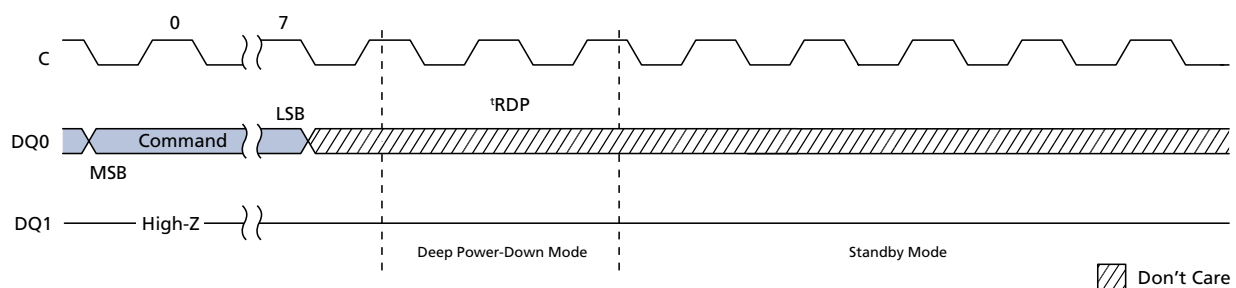 0 7
C
tRDP
LSB
DQ0 Command
MSB
DQ1 High-Z
Deep Power-Down Mode Standby Mode
Don't Care